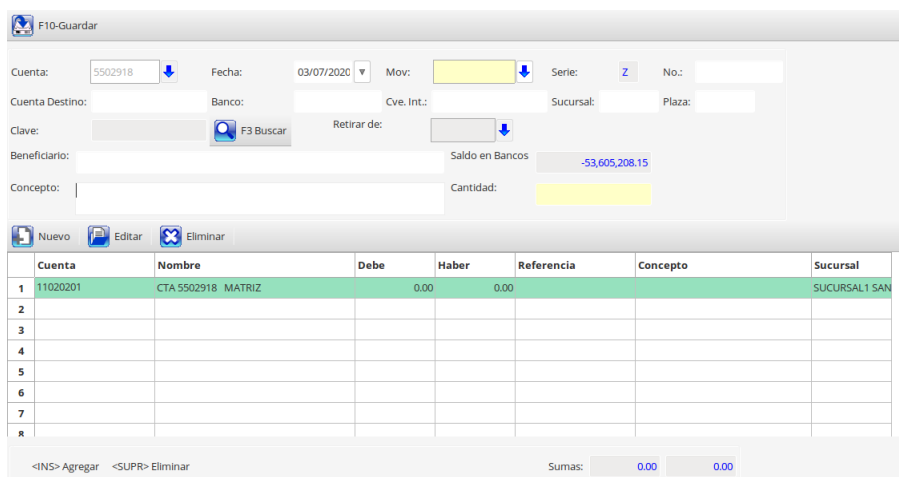 F10-Guardar
Cuenta: 5502918 Fecha: 03/07/2020 Mov: Serie: Z No.:
Cuenta Destino: Banco: Cve. Int.: Sucursal: Plaza:
Clave: F3 Buscar Retirar de:
Beneficiario: Saldo en Bancos -53,605,208.15
Concepto: Cantidad:
Nuevo Editar Eliminar
Cuenta Nombre Debe Haber Referencia Concepto Sucursal
1 11020201 CTA 5502918 MATRIZ 0.00 0.00 SUCURSAL1 SAN
2
3
4
5
6
7
8
<INS> Agregar <SUPR> Eliminar Sumas: 0.00 0.00